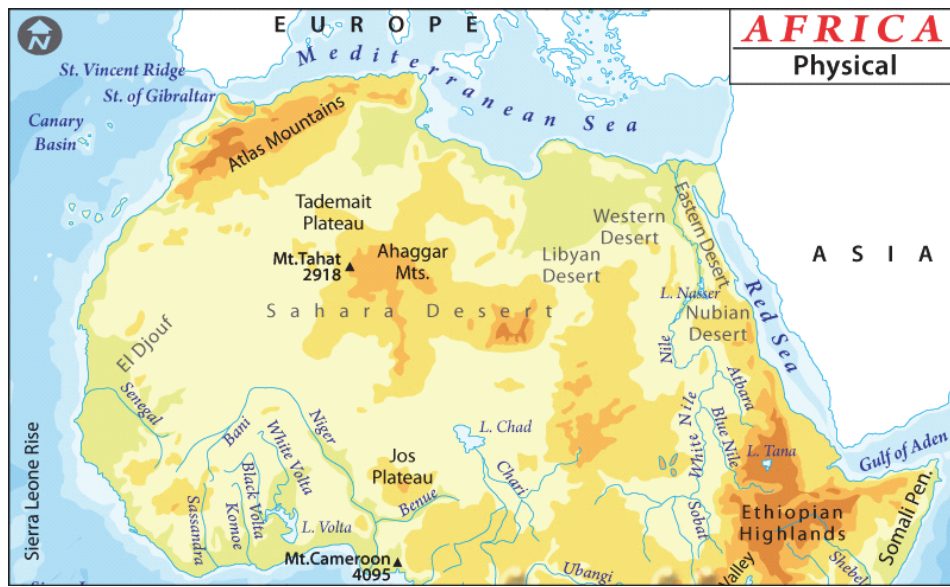 N
EUROPE
AFRICA
Physical
Mediterranean Sea
St. Vincent Ridge
St. of Gibraltar
Canary
Basin
Atlas Mountains
Tademait
Plateau
Mt.Tahat
2918
Ahaggar
Mts.
Western
Desert
Eastern Desert
Libyan
Desert
ASIA
L. Nasser
Red Sea
Sahara Desert
Nubian
Desert
El Djouf
Nile
Senegal
Atbara
Bani
Niger
White Volta
L. Chad
White Nile
Blue Nile
L. Tana
Gulf of Aden
Jos
Plateau
Chari
Benue
Black Volta
Komoe
Sassandra
L. Volta
Sobat
Ethiopian
Highlands
Somali Pen.
Sierra Leone Rise
Mt.Cameroon
4095
Ubangi
Valley
Shebel